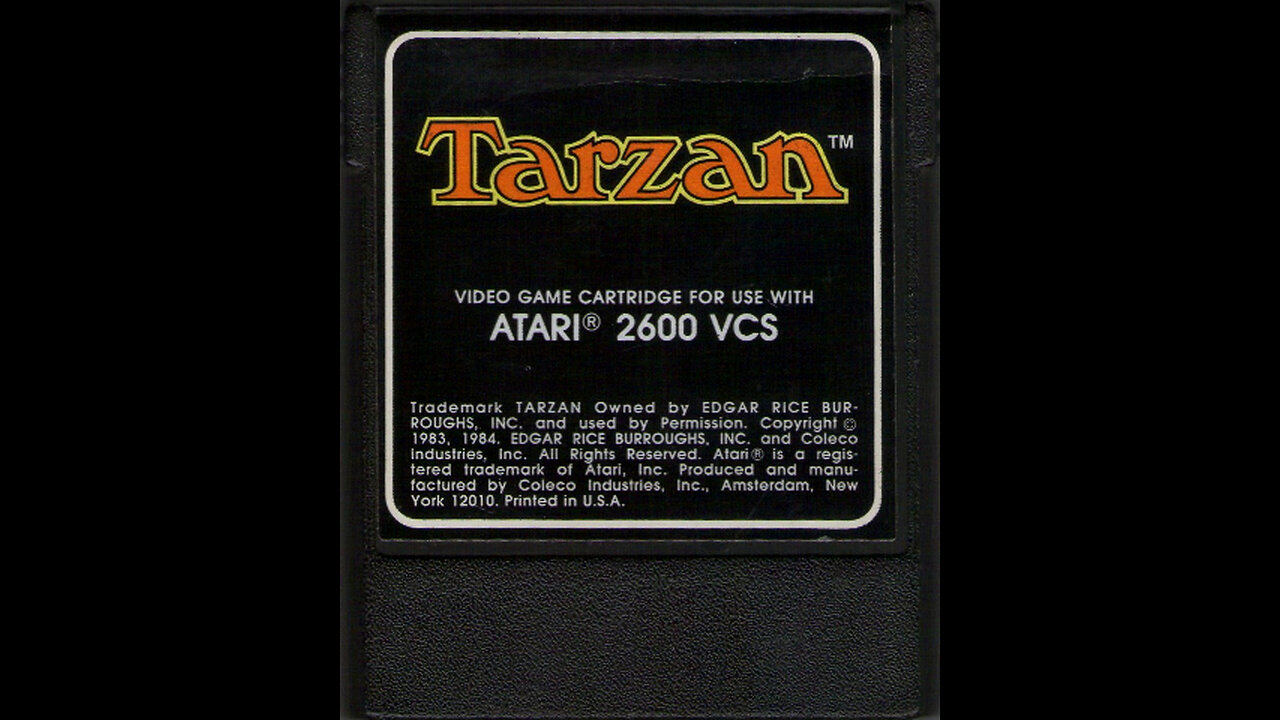 Tarzan™
VIDEO GAME CARTRIDGE FOR USE WITH
ATARI® 2600 VCS
Trademark TARZAN Owned by EDGAR RICE BUR-
ROUGHS, INC. and used by Permission. Copyright ©
1983, 1984. EDGAR RICE BURROUGHS, INC. and Coleco
Industries, Inc. All Rights Reserved. Atari® is a regis-
tered trademark of Atari, Inc. Produced and manu-
factured by Coleco Industries, Inc., Amsterdam, New
York 12010. Printed in U.S.A.